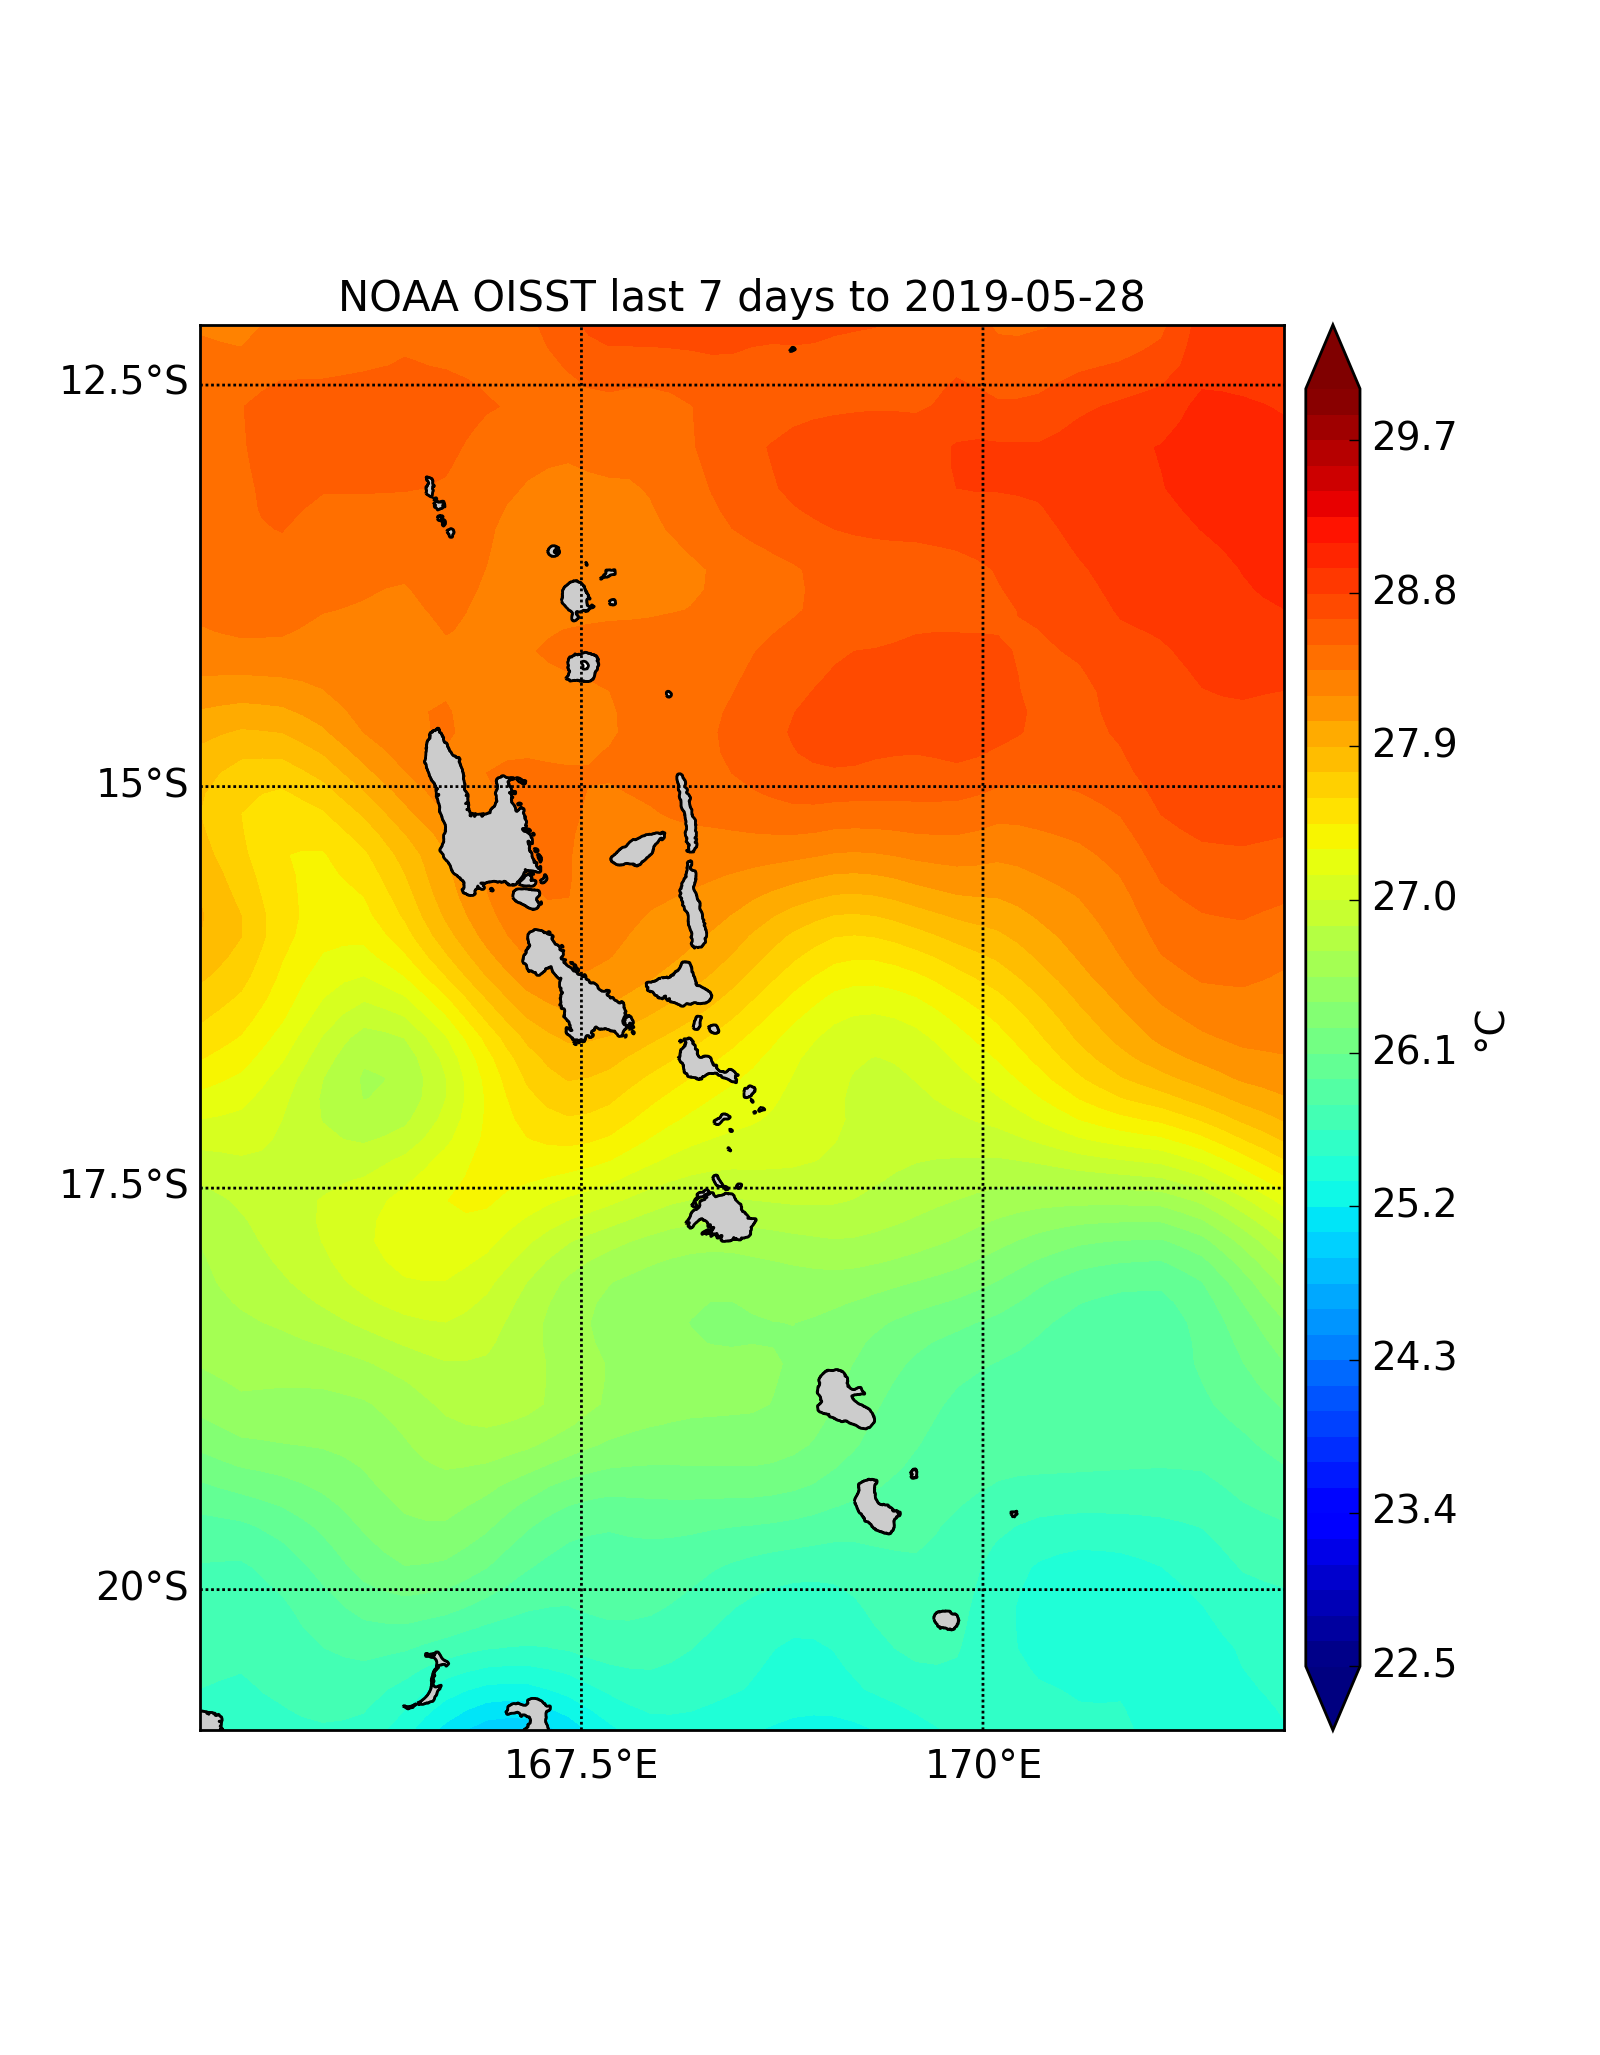 NOAA OISST last 7 days to 2019-05-28
12.5°S
15°S
17.5°S
20°S
167.5°E
170°E
29.7
28.8
27.9
27.0
26.1
25.2
24.3
23.4
22.5
°C